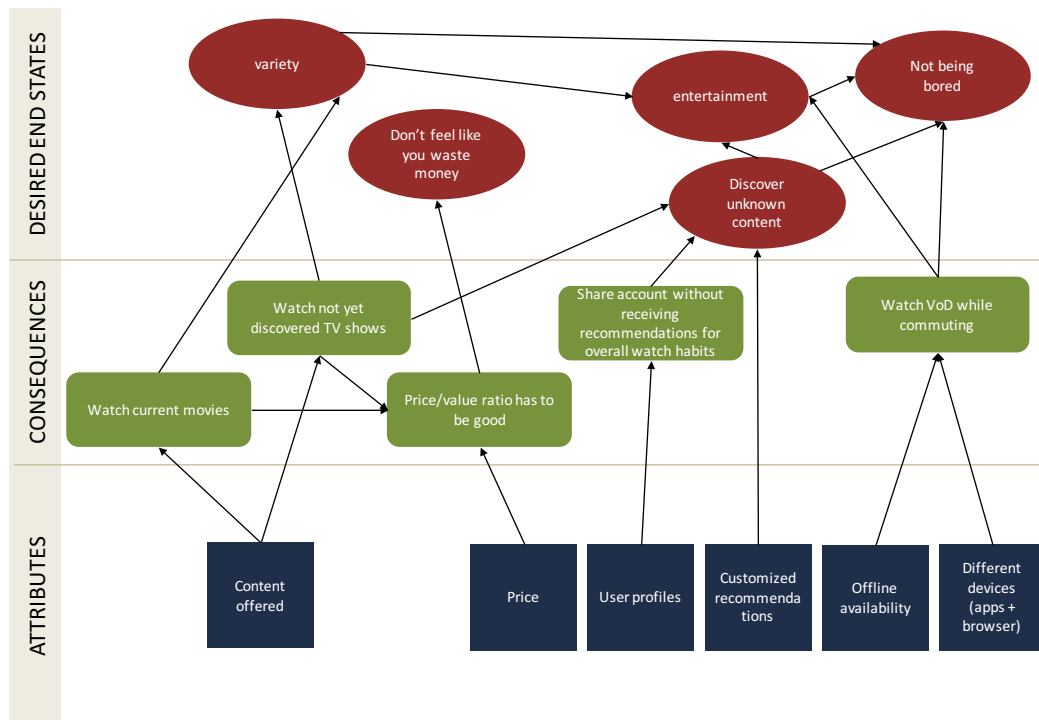 DESIRED END STATES
variety
entertainment
Not being
bored
Don’t feel like
you waste
money
Discover
unknown
content
CONSEQUENCES
Watch not yet
discovered TV shows
Share account without
receiving
recommendations for
overall watch habits
Watch VoD while
commuting
Watch current movies
Price/value ratio has to
be good
ATTRIBUTES
Content
offered
Price
User profiles
Customized
recommenda
tions
Offline
availability
Different
devices
(apps +
browser)